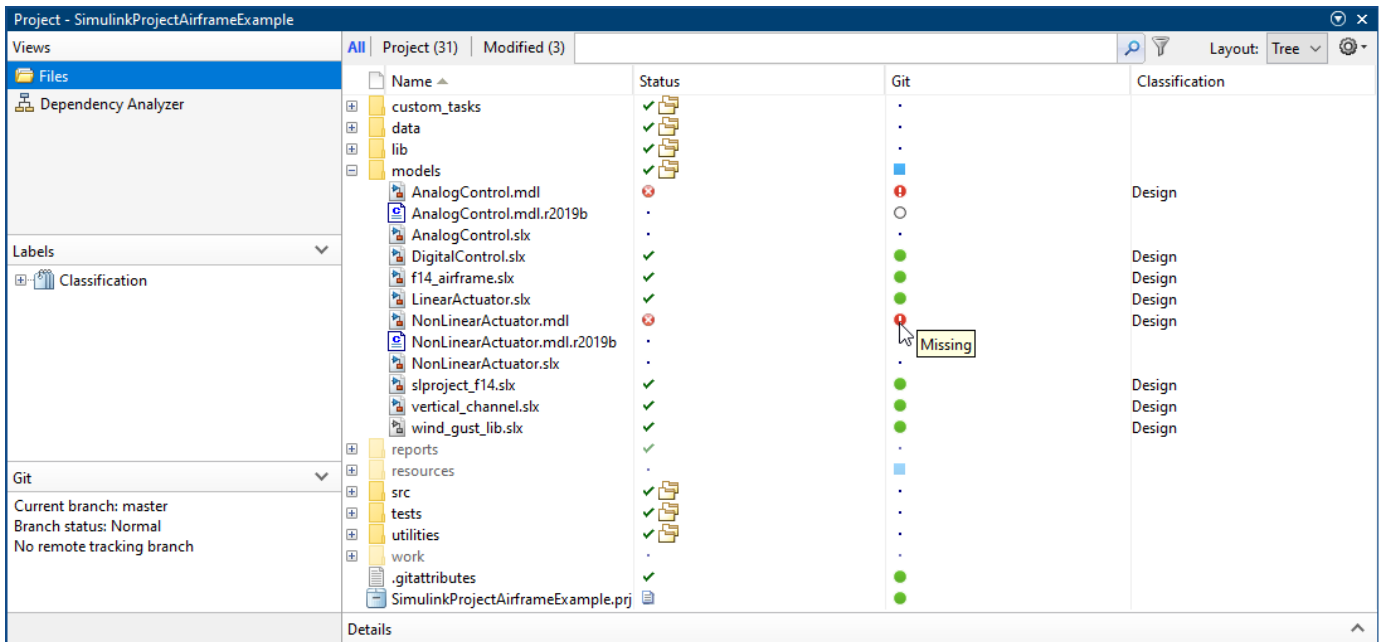 Project - SimulinkProjectAirframeExample
Views
Files
Dependency Analyzer
Labels
Classification
Git
Current branch: master
Branch status: Normal
No remote tracking branch
All Project (31) Modified (3) Layout: Tree
Name Status Git Classification
custom_tasks
data
lib
models
AnalogControl.mdl Design
AnalogControl.mdl.r2019b
AnalogControl.slx
DigitalControl.slx Design
f14_airframe.slx Design
LinearActuator.slx Design
NonLinearActuator.mdl Design
Missing
NonLinearActuator.mdl.r2019b
NonLinearActuator.slx
slproject_f14.slx Design
vertical_channel.slx Design
wind_gust_lib.slx Design
reports
resources
src
tests
utilities
work
.gitattributes
SimulinkProjectAirframeExample.prj
Details